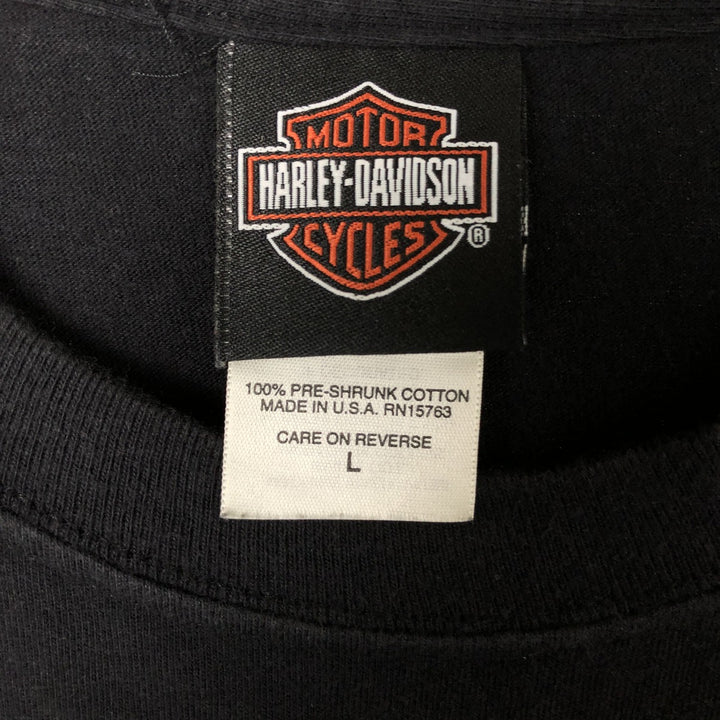 MOTOR
HARLEY-DAVIDSON
CYCLES
®
100% PRE-SHRUNK COTTON
MADE IN U.S.A. RN15763
CARE ON REVERSE
L